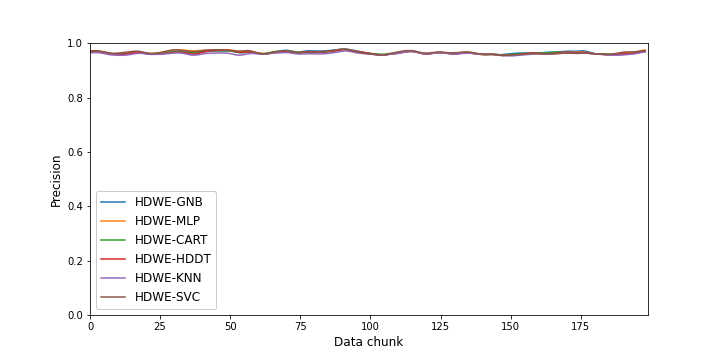 1.0
0.8
0.6
0.4
0.2
0.0
Precision
HDWE-GNB
HDWE-MLP
HDWE-CART
HDWE-HDDT
HDWE-KNN
HDWE-SVC
0 25 50 75 100 125 150 175
Data chunk